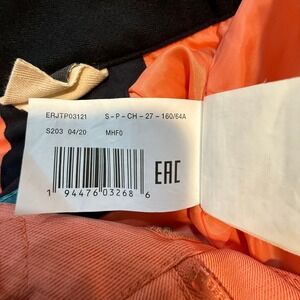 ERJTP03121 S-P-CH-27-160/64A
S203 04/20 MHF0
EAC
1 94476 03268 6